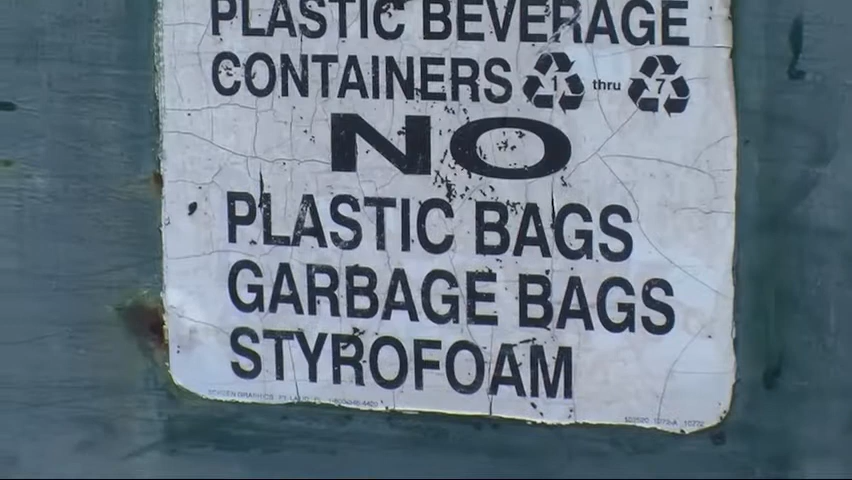 PLASTIC BEVERAGE
CONTAINERS 1 thru 7
NO
PLASTIC BAGS
GARBAGE BAGS
STYROFOAM